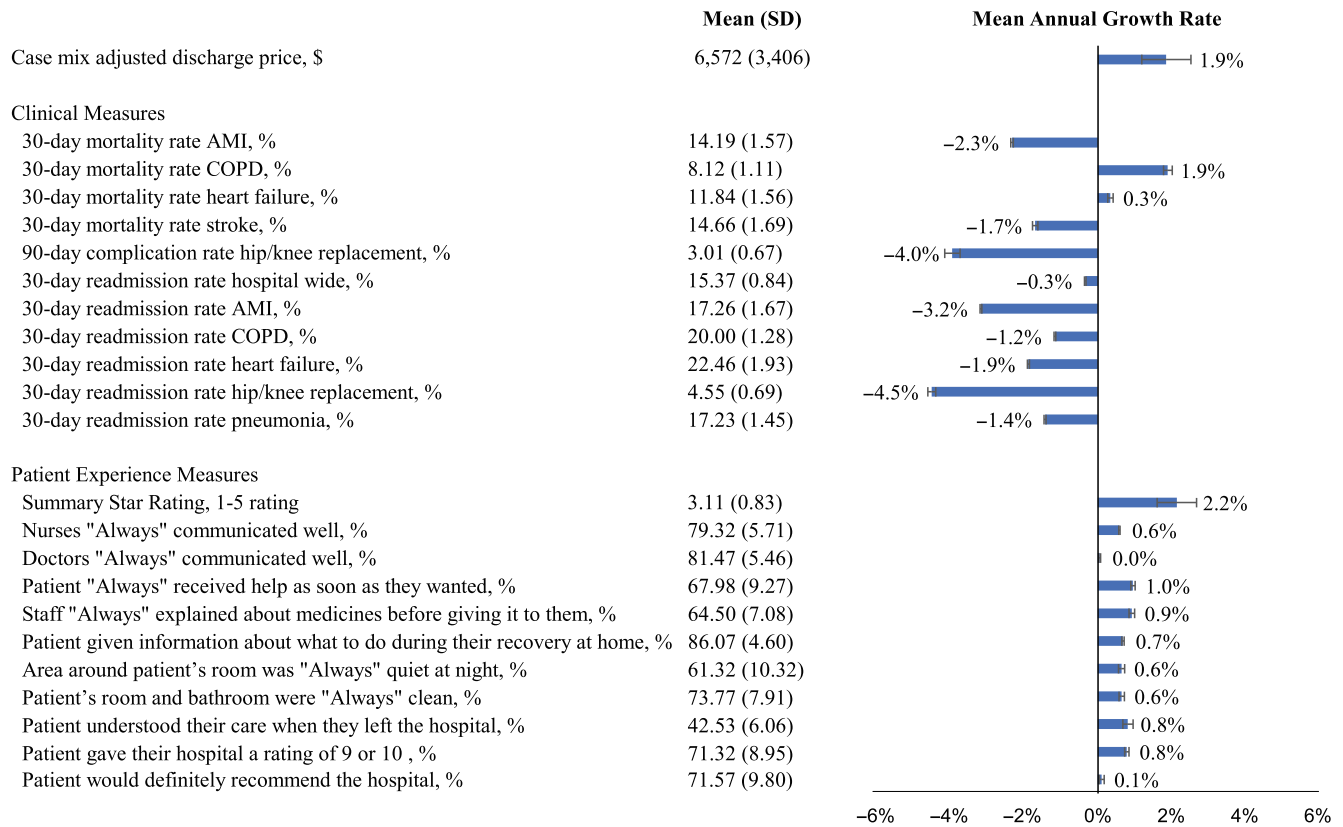 Mean (SD) Mean Annual Growth Rate
Case mix adjusted discharge price, $ 6,572 (3,406) 1.9%
Clinical Measures
30-day mortality rate AMI, % 14.19 (1.57) −2.3%
30-day mortality rate COPD, % 8.12 (1.11) 1.9%
30-day mortality rate heart failure, % 11.84 (1.56) 0.3%
30-day mortality rate stroke, % 14.66 (1.69) −1.7%
90-day complication rate hip/knee replacement, % 3.01 (0.67) −4.0%
30-day readmission rate hospital wide, % 15.37 (0.84) −0.3%
30-day readmission rate AMI, % 17.26 (1.67) −3.2%
30-day readmission rate COPD, % 20.00 (1.28) −1.2%
30-day readmission rate heart failure, % 22.46 (1.93) −1.9%
30-day readmission rate hip/knee replacement, % 4.55 (0.69) −4.5%
30-day readmission rate pneumonia, % 17.23 (1.45) −1.4%
Patient Experience Measures
Summary Star Rating, 1-5 rating 3.11 (0.83) 2.2%
Nurses "Always" communicated well, % 79.32 (5.71) 0.6%
Doctors "Always" communicated well, % 81.47 (5.46) 0.0%
Patient "Always" received help as soon as they wanted, % 67.98 (9.27) 1.0%
Staff "Always" explained about medicines before giving it to them, % 64.50 (7.08) 0.9%
Patient given information about what to do during their recovery at home, % 86.07 (4.60) 0.7%
Area around patient’s room was "Always" quiet at night, % 61.32 (10.32) 0.6%
Patient’s room and bathroom were "Always" clean, % 73.77 (7.91) 0.6%
Patient understood their care when they left the hospital, % 42.53 (6.06) 0.8%
Patient gave their hospital a rating of 9 or 10 , % 71.32 (8.95) 0.8%
Patient would definitely recommend the hospital, % 71.57 (9.80) 0.1%
−6% −4% −2% 0% 2% 4% 6%